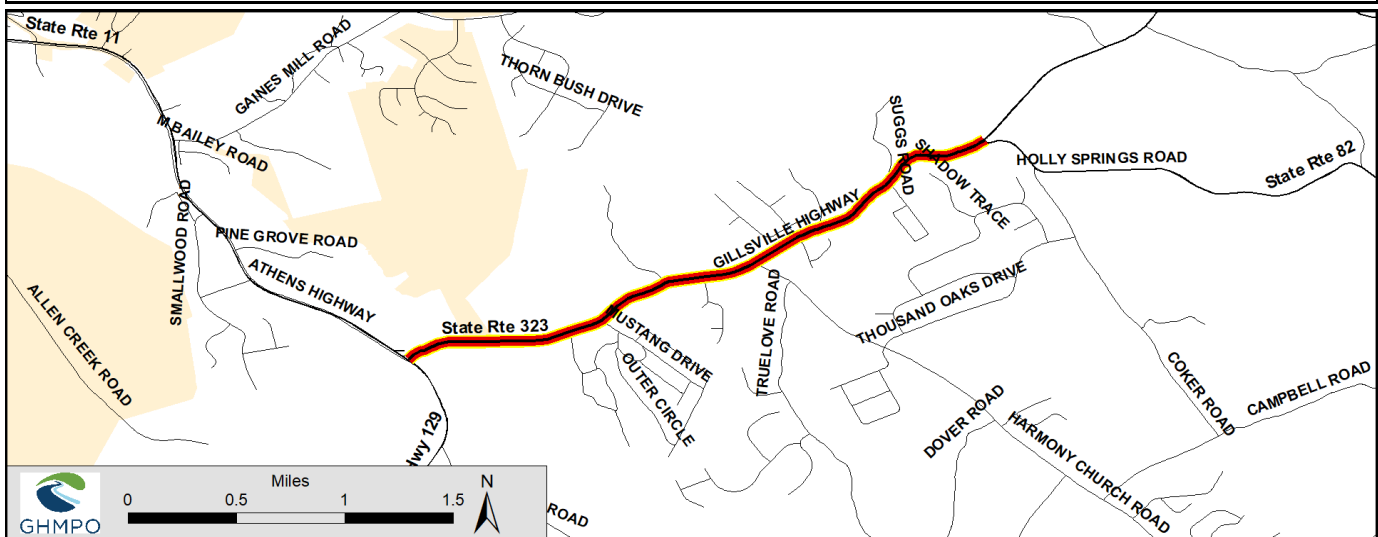 State Rte 11
GAINES MILL ROAD
THORN BUSH DRIVE
M BAILEY ROAD
SUGGS ROAD
SHADOW TRACE
HOLLY SPRINGS ROAD
State Rte 82
SMALLWOOD ROAD
PINE GROVE ROAD
GILLSVILLE HIGHWAY
ATHENS HIGHWAY
ALLEN CREEK ROAD
State Rte 323
MUSTANG DRIVE
OUTER CIRCLE
TRUELOVE ROAD
THOUSAND OAKS DRIVE
COKER ROAD
CAMPBELL ROAD
DOVER ROAD
HARMONY CHURCH ROAD
Hwy 129
ROAD
GHMPO
Miles
0 0.5 1 1.5
N